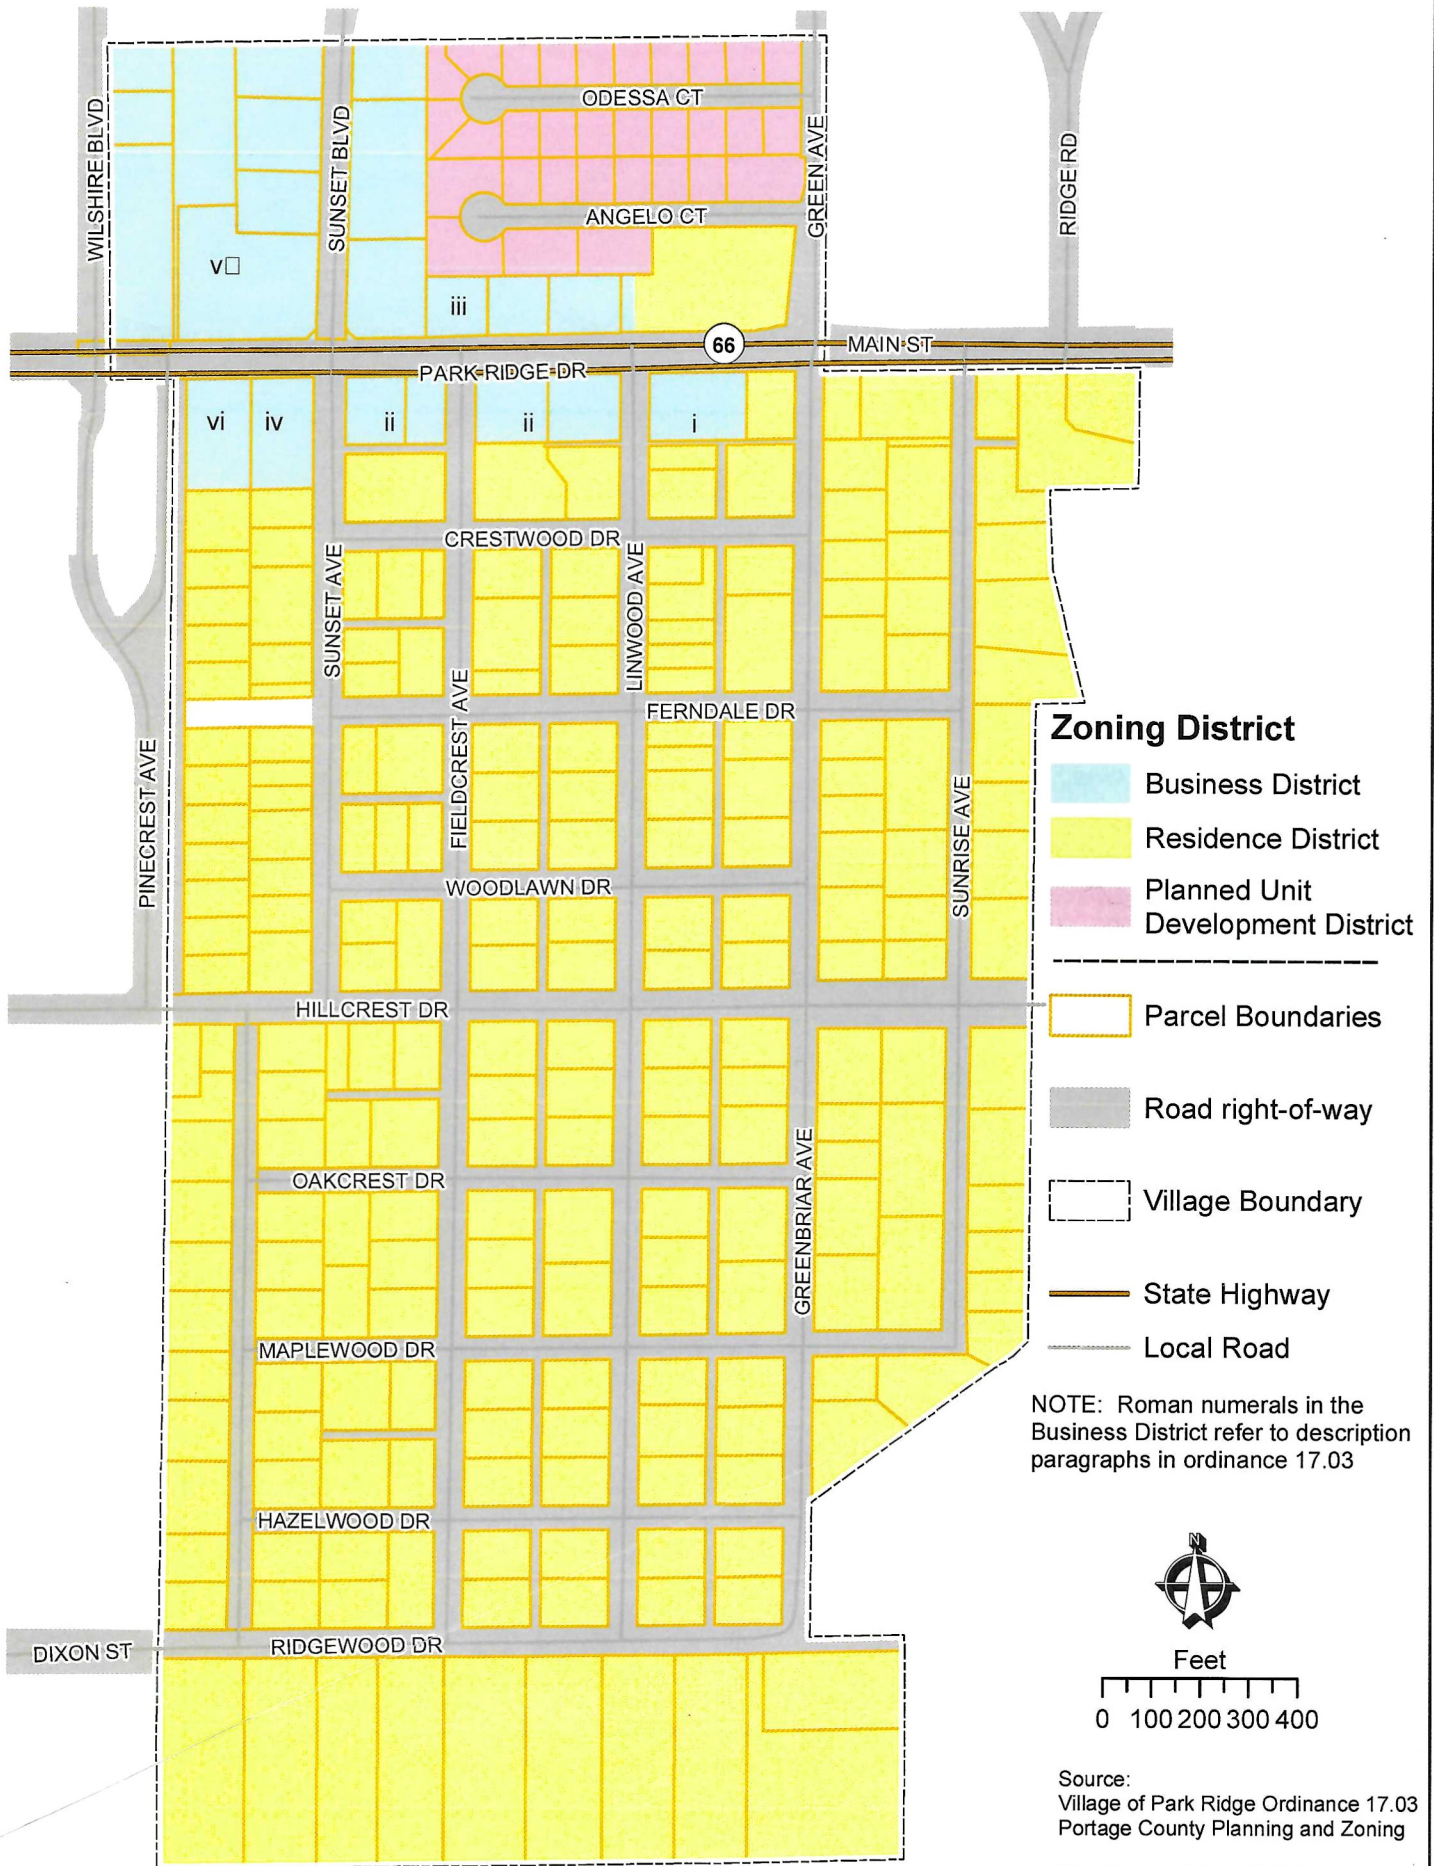 WILSHIRE BLVD
SUNSET BLVD
ODESSA CT
ANGELO CT
GREEN AVE
RIDGE RD
v□
iii
66
MAIN ST
PARK RIDGE DR
vi
iv
ii
ii
i
CRESTWOOD DR
SUNSET AVE
LINWOOD AVE
FIELDCREST AVE
FERNDALE DR
PINECREST AVE
SUNRISE AVE
WOODLAWN DR
HILLCREST DR
OAKCREST DR
GREENBRIAR AVE
MAPLEWOOD DR
HAZELWOOD DR
DIXON ST
RIDGEWOOD DR
Zoning District
Business District
Residence District
Planned Unit
Development District
Parcel Boundaries
Road right-of-way
Village Boundary
State Highway
Local Road
NOTE: Roman numerals in the
Business District refer to description
paragraphs in ordinance 17.03
N
Feet
0 100 200 300 400
Source:
Village of Park Ridge Ordinance 17.03
Portage County Planning and Zoning